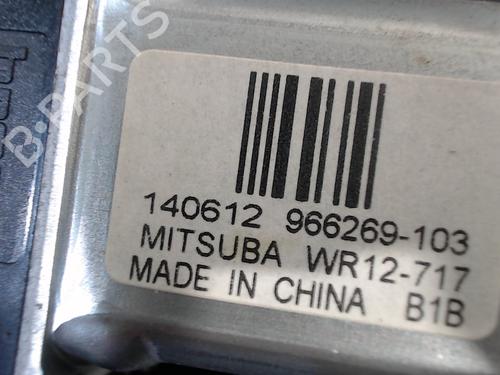 B-PARTS
140612 966269-103
MITSUBA WR12-717
MADE IN CHINA B1B